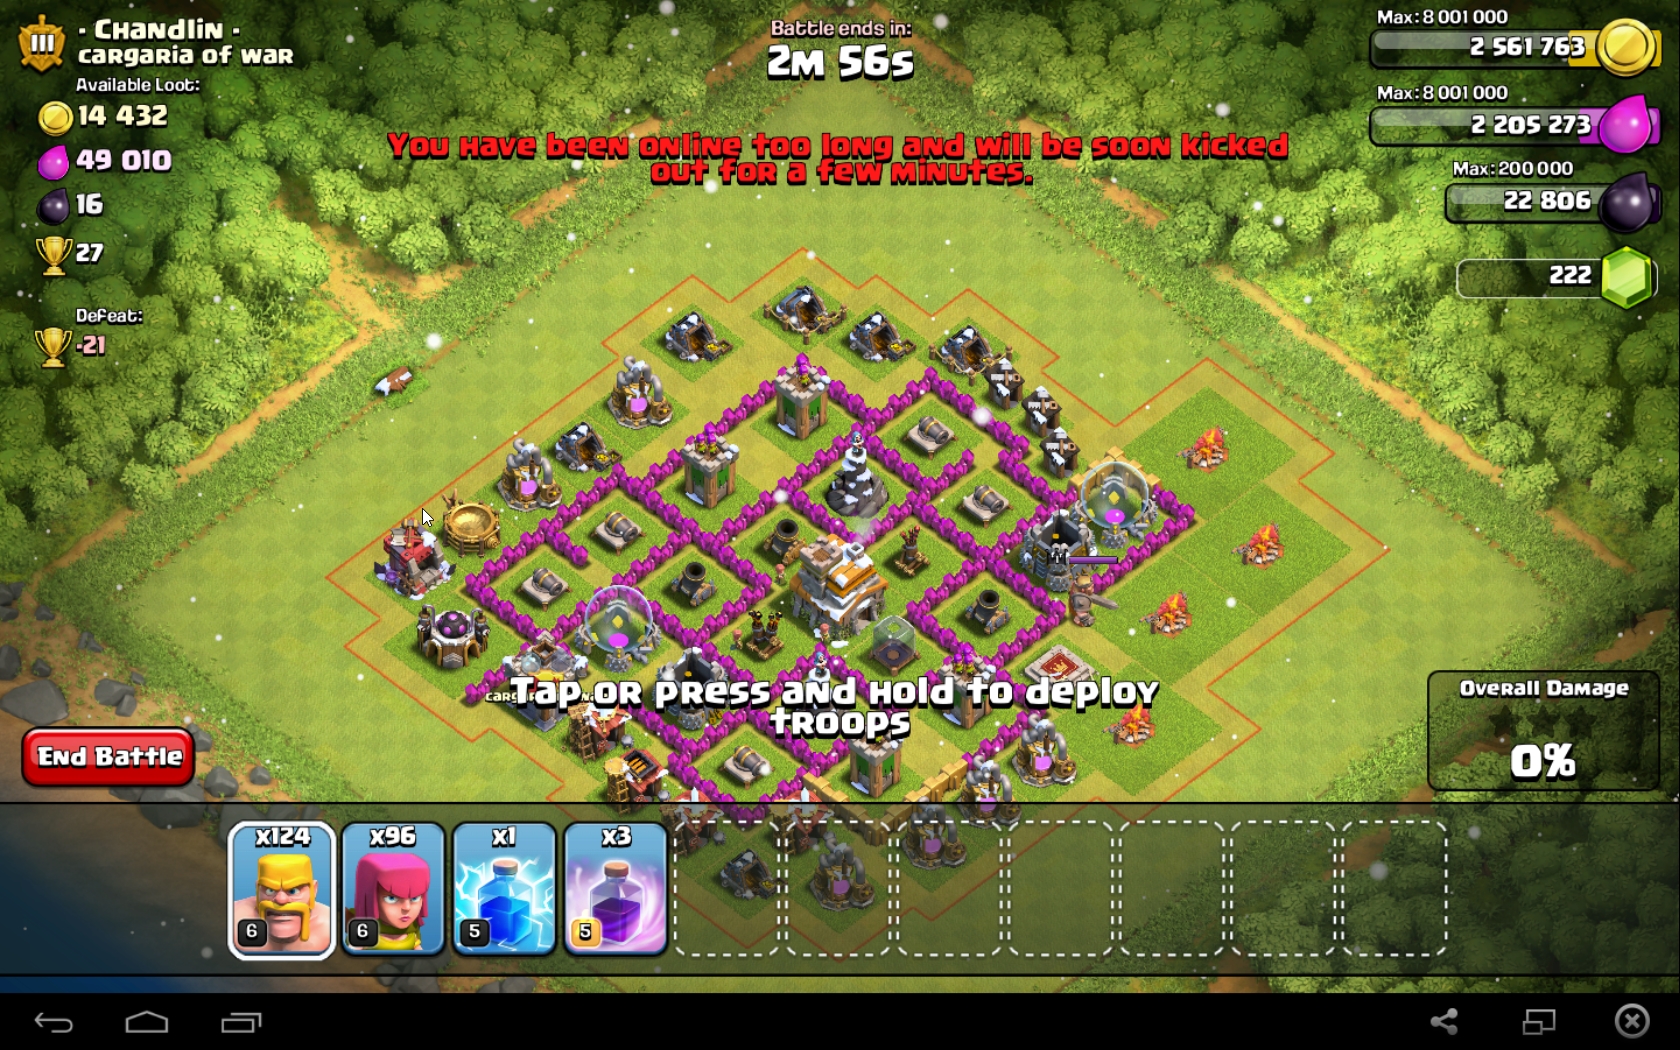 III
- Chandlin -
cargaria of war
Available Loot:
14 432
49 010
16
27
Defeat:
-21
Battle ends in:
2M 56s
You have been online too long and will be soon kicked
out for a few minutes.
Max: 8 001 000
2 561 763
Max: 8 001 000
2 205 273
Max: 200 000
22 806
222
Tap or press and hold to deploy
troops
Overall Damage
0%
End Battle
x124
6
x96
6
x1
5
x3
5